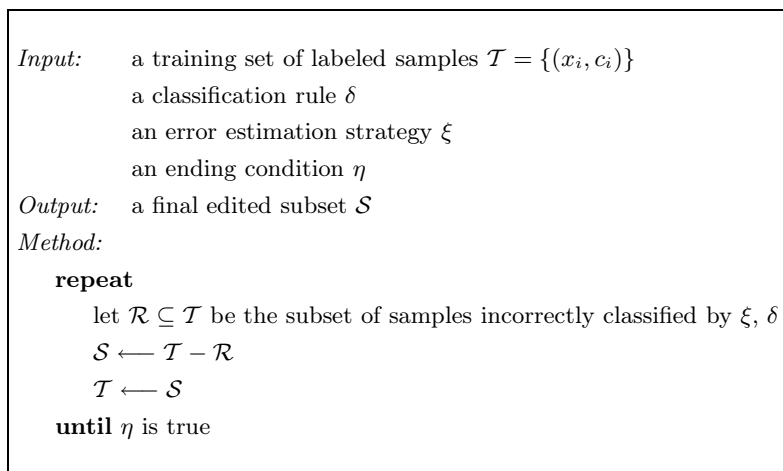 Input: a training set of labeled samples 𝒯 = {(xᵢ, cᵢ)}
a classification rule δ
an error estimation strategy ξ
an ending condition η
Output: a final edited subset 𝒮
Method:
repeat
let ℛ ⊆ 𝒯 be the subset of samples incorrectly classified by ξ, δ
𝒮 ⟵ 𝒯 − ℛ
𝒯 ⟵ 𝒮
until η is true